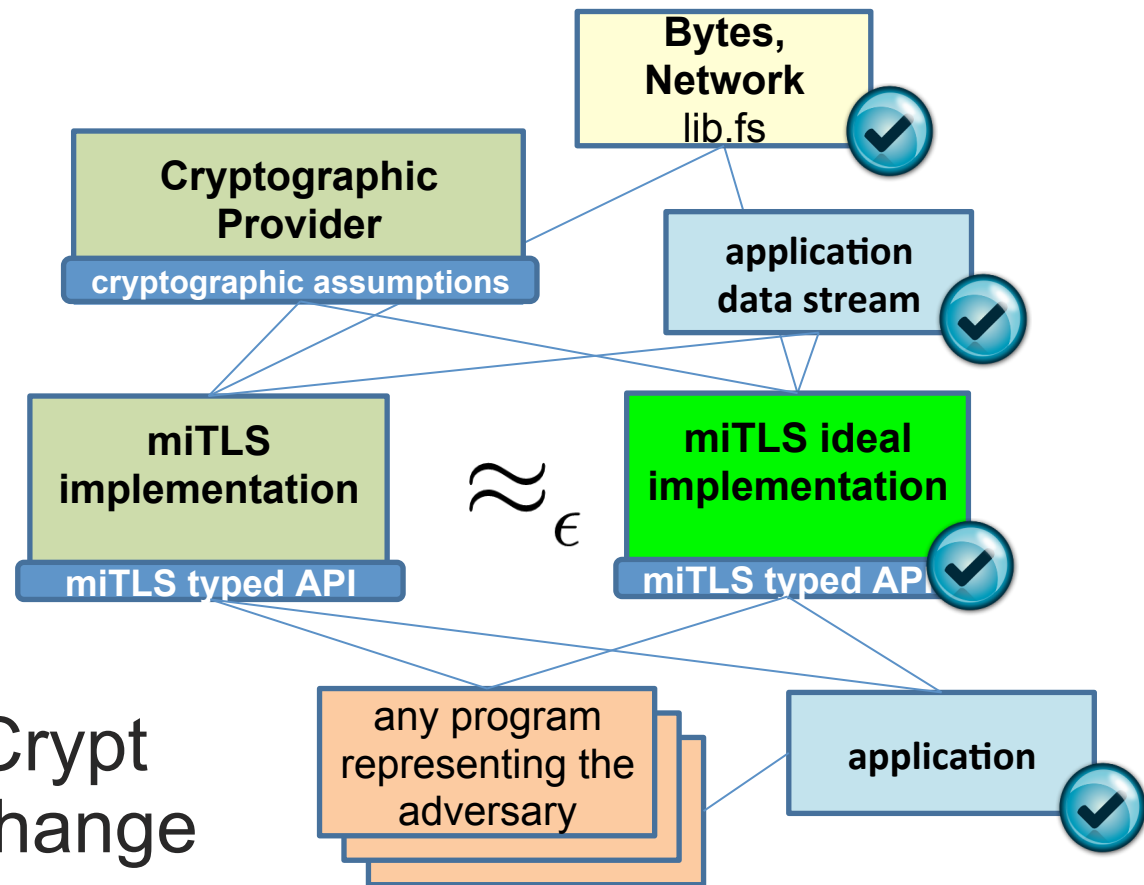 Bytes,
Network
lib.fs
Cryptographic
Provider
cryptographic assumptions
application
data stream
miTLS
implementation
≈ϵ
miTLS ideal
implementation
miTLS typed API
miTLS typed API
any program
representing the
adversary
application
Crypt
hange